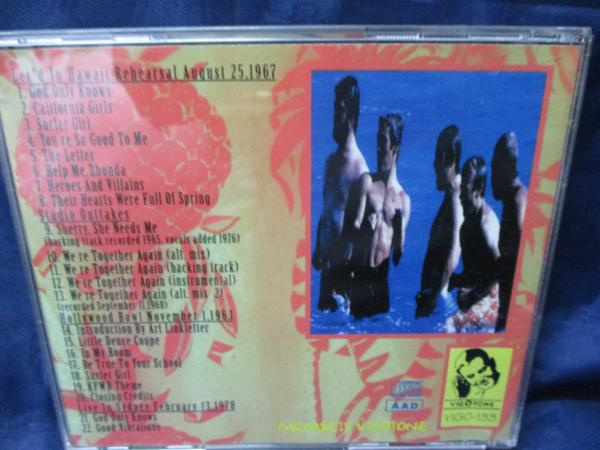 Lei'd In Hawaii Rehearsal August 25,1967
1. God Only Knows
2. California Girls
3. Surfer Girl
4. You're So Good To Me
5. The Letter
6. Help Me, Rhonda
7. Heroes And Villains
8. Their Hearts Were Full Of Spring
Studio Outtakes
9. Sherry, She Needs Me
(backing track recorded 1965, vocals added 1976)
10. We're Together Again (alt. mix)
11. We're Together Again (backing track)
12. We're Together Again (instrumental)
13. We're Together Again (alt. mix 2)
(recorded September 11,1968)
Hollywood Bowl November 1,1963
14. Introduction By Art Linkletter
15. Little Deuce Coupe
16. In My Room
17. Be True To Your School
18. Surfer Girl
19. KFWB Theme
20. Closing Credits
Live In Sydney February 13,1978
21. God Only Knows
22. Good Vibrations
AAD
MCMXCIV VIGOTONE
VIGOTONE
VIGO-133